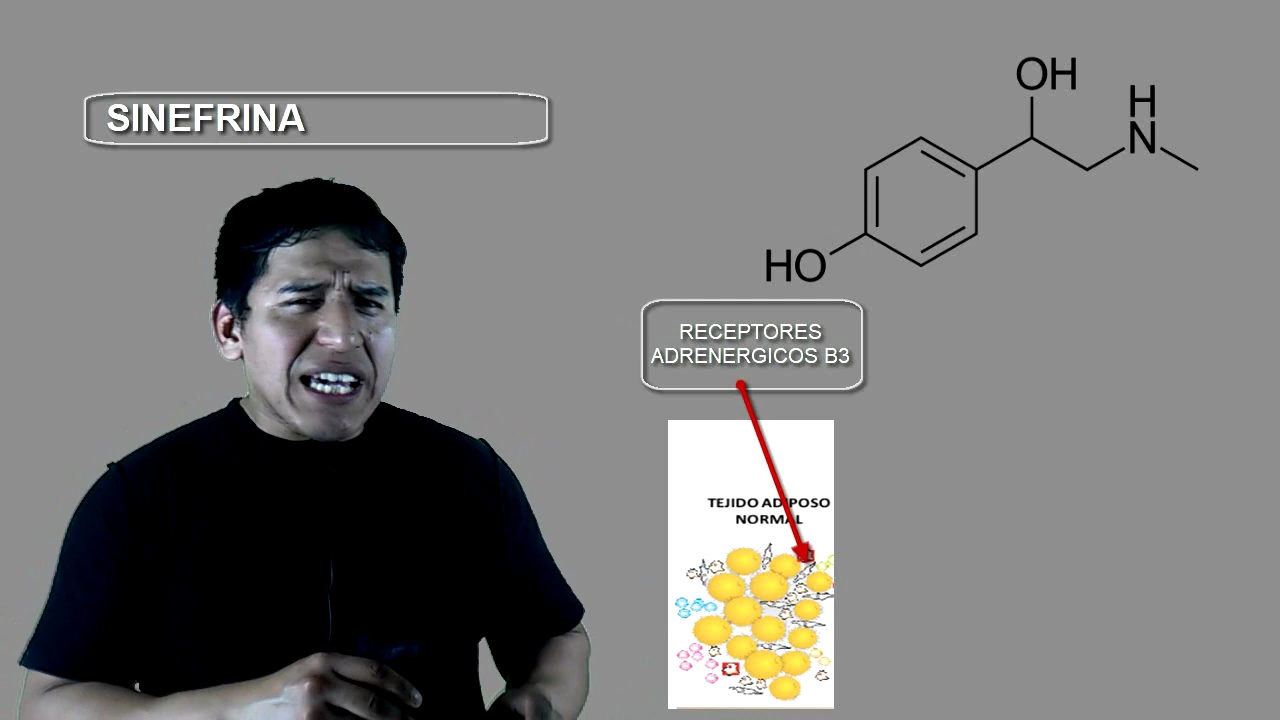 SINEFRINA
OH
H
N
HO
RECEPTORES
ADRENERGICOS B3
TEJIDO ADIPOSO
NORMAL